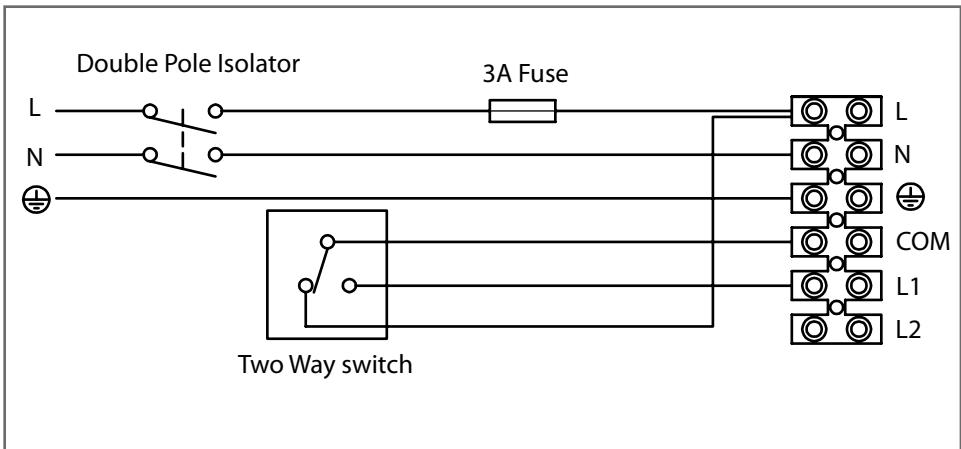 Double Pole Isolator
3A Fuse
L
L
N
N
COM
L1
L2
Two Way switch